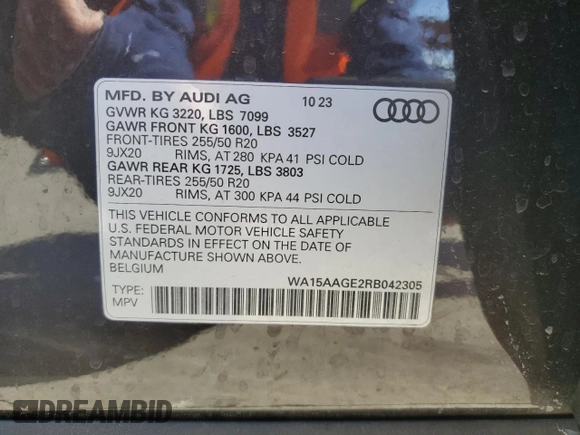 MFD. BY AUDI AG 10 23
GVWR KG 3220, LBS 7099
GAWR FRONT KG 1600, LBS 3527
FRONT-TIRES 255/50 R20
9JX20 RIMS, AT 280 KPA 41 PSI COLD
GAWR REAR KG 1725, LBS 3803
REAR-TIRES 255/50 R20
9JX20 RIMS, AT 300 KPA 44 PSI COLD
THIS VEHICLE CONFORMS TO ALL APPLICABLE
U.S. FEDERAL MOTOR VEHICLE SAFETY
STANDARDS IN EFFECT ON THE DATE OF
MANUFACTURE SHOWN ABOVE.
BELGIUM
WA15AAGE2RB042305
TYPE:
MPV
DREAMBID